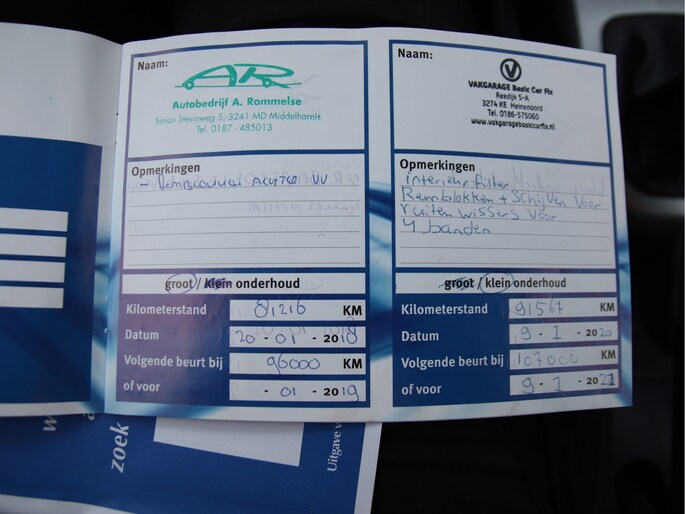 Naam:
AR
Autobedrijf A. Rommelse
Simon Stevinweg 5, 3241 MD Middelharnis
Tel. 0187 - 485013
Opmerkingen
- Remblokken achter VV
groot / klein onderhoud
Kilometerstand 81216 KM
Datum 20 - 01 - 2018
Volgende beurt bij 96000 KM
of voor - 01 - 2019
Naam:
V
VAKGARAGE Basic Car Fix
Reedijk 5-A
3274 KE Heinenoord
Tel. 0186-575060
www.vakgaragebasiccarfix.nl
Opmerkingen
interieur filter
Remblokken + Schijven voor
ruiten wissers voor
4 banden
groot / klein onderhoud
Kilometerstand 91567 KM
Datum 9 - 1 - 2020
Volgende beurt bij 107000 KM
of voor 9 - 1 - 2021
w
a
zoek
Uitgave v